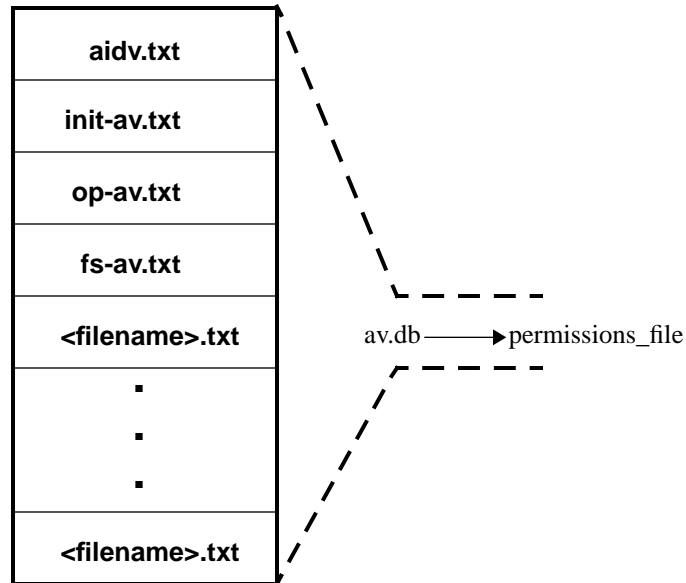 aidv.txt
init-av.txt
op-av.txt
fs-av.txt
<filename>.txt
av.db permissions_file
.
.
.
<filename>.txt